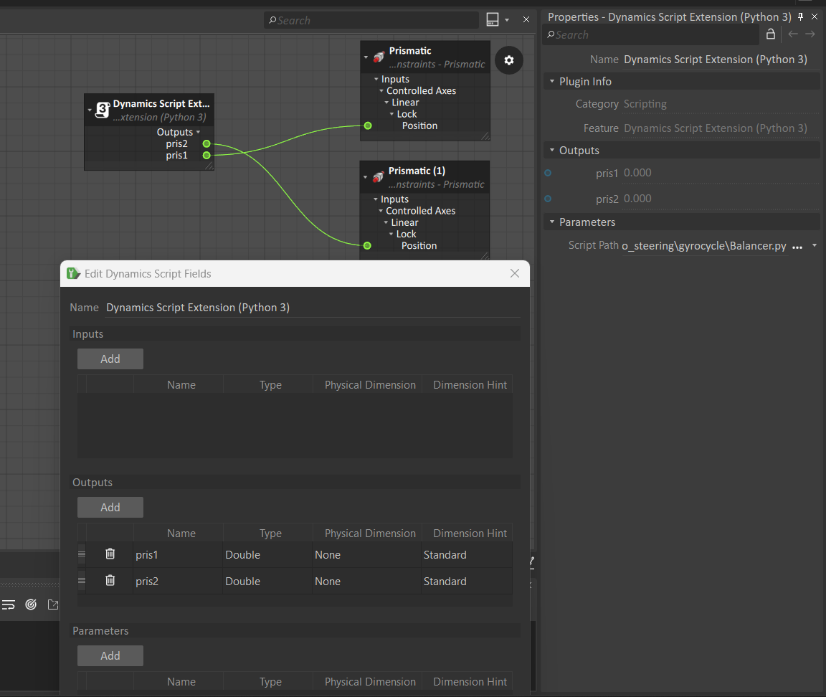 Search
Properties - Dynamics Script Extension (Python 3)
Search
Name Dynamics Script Extension (Python 3)
Plugin Info
Category Scripting
Feature Dynamics Script Extension (Python 3)
Outputs
pris1 0.000
pris2 0.000
Parameters
Script Path o_steering\gyrocycle\Balancer.py ...
3 Dynamics Script Ext...
...xtension (Python 3)
Outputs
pris2
pris1
Prismatic
...nstraints - Prismatic
Inputs
Controlled Axes
Linear
Lock
Position
Prismatic (1)
...nstraints - Prismatic
Inputs
Controlled Axes
Linear
Lock
Position
Edit Dynamics Script Fields
Name Dynamics Script Extension (Python 3)
Inputs
Add
Name Type Physical Dimension Dimension Hint
Outputs
Add
Name Type Physical Dimension Dimension Hint
pris1 Double None Standard
pris2 Double None Standard
Parameters
Add
Name Type Physical Dimension Dimension Hint